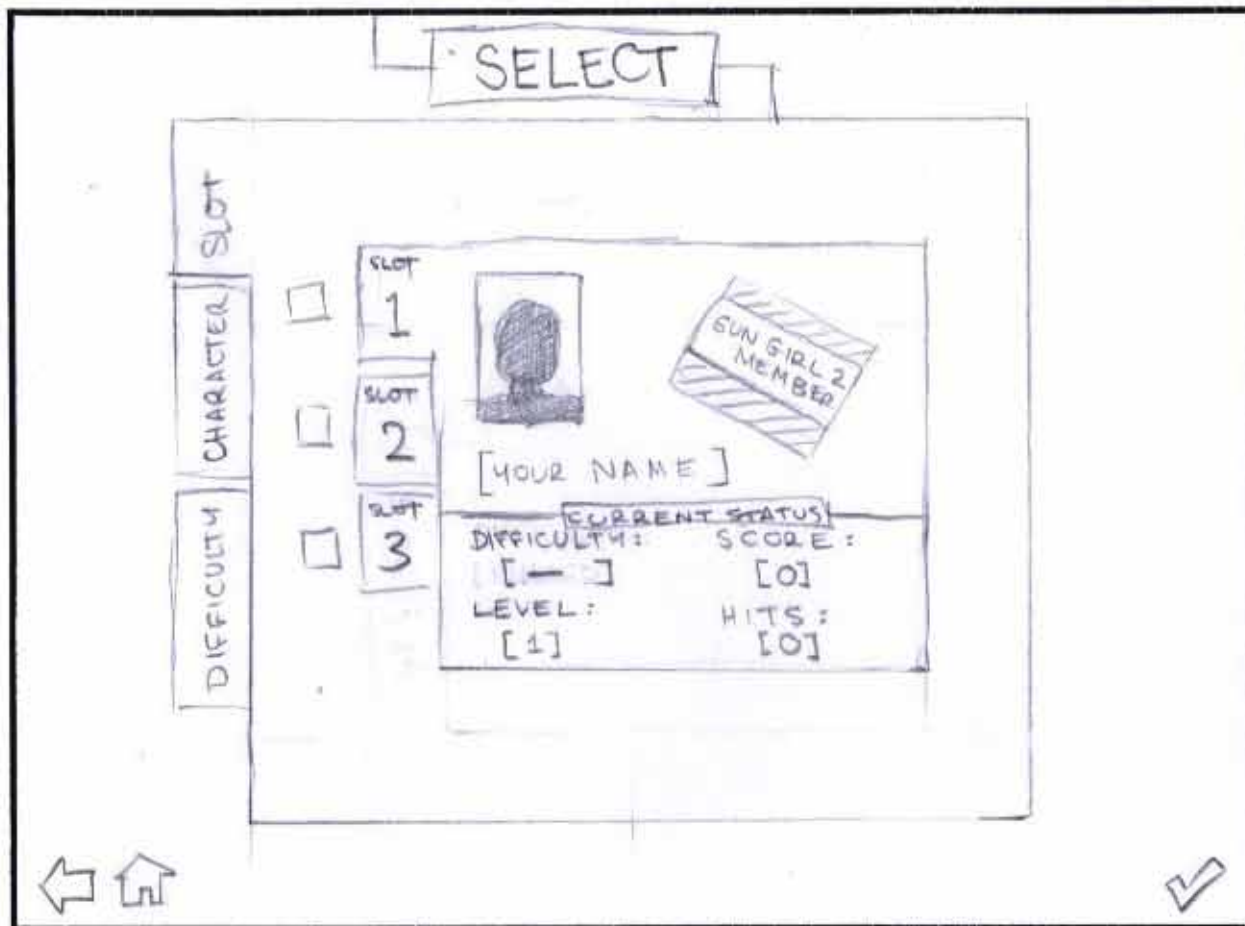 SELECT
SLOT
CHARACTER
DIFFICULTY
SLOT
1
SLOT
2
SLOT
3
GUN GIRL 2
MEMBER
[YOUR NAME]
CURRENT STATUS
DIFFICULTY:
[—]
SCORE:
[0]
LEVEL:
[1]
HITS:
[0]